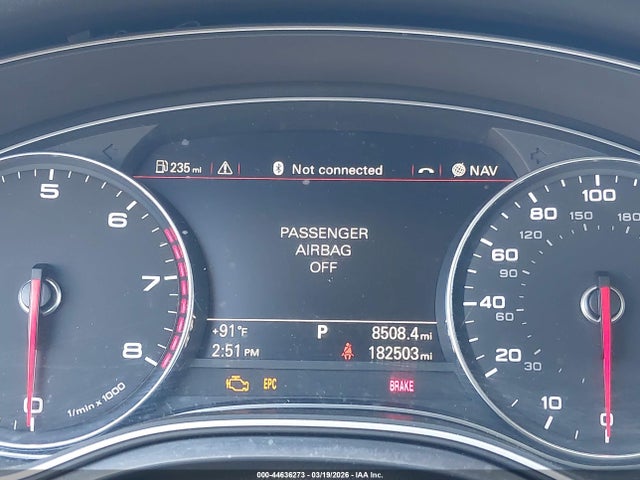 235 mi
Not connected
NAV
PASSENGER
AIRBAG
OFF
+91°F
P
8508.4 mi
2:51 PM
182503 mi
EPC
BRAKE
5
6
7
8
0
1/min x 1000
100
80
60
40
20
10
0
180
150
120
90
60
30
000-44636273 - 03/19/2026 - IAA Inc.